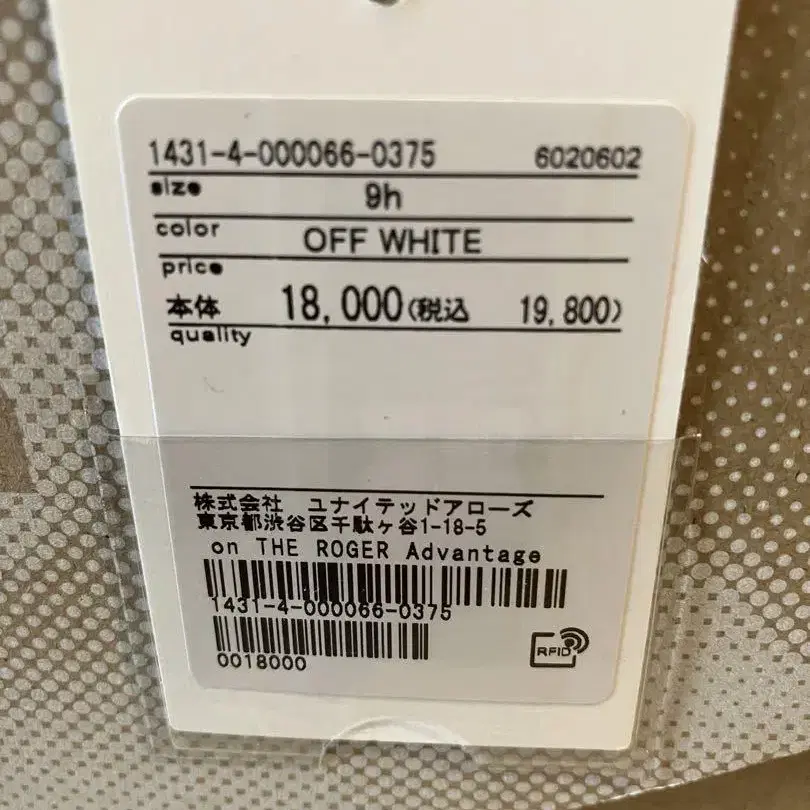 1431-4-000066-0375 6020602
size 9h
color OFF WHITE
price
本体 18,000(税込 19,800)
quality
株式会社 ユナイテッドアローズ
東京都渋谷区千駄ヶ谷1-18-5
on THE ROGER Advantage
1431-4-000066-0375
0018000
RFID